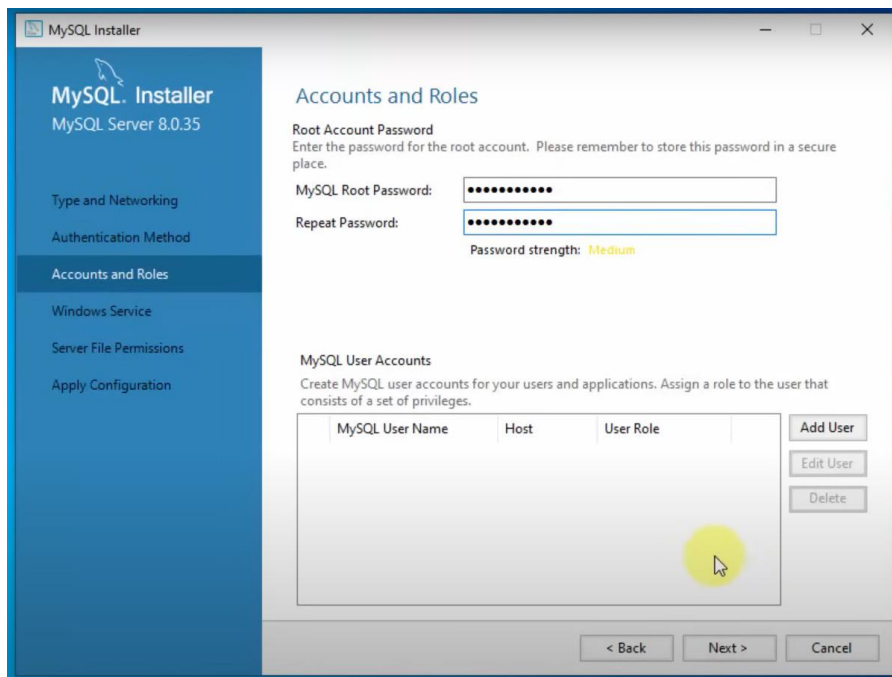 MySQL Installer
MySQL. Installer
MySQL Server 8.0.35
Type and Networking
Authentication Method
Accounts and Roles
Windows Service
Server File Permissions
Apply Configuration
Accounts and Roles
Root Account Password
Enter the password for the root account. Please remember to store this password in a secure
place.
MySQL Root Password: ●●●●●●●●●●●
Repeat Password: ●●●●●●●●●●●
Password strength: Medium
MySQL User Accounts
Create MySQL user accounts for your users and applications. Assign a role to the user that
consists of a set of privileges.
MySQL User Name Host User Role
Add User
Edit User
Delete
< Back Next > Cancel